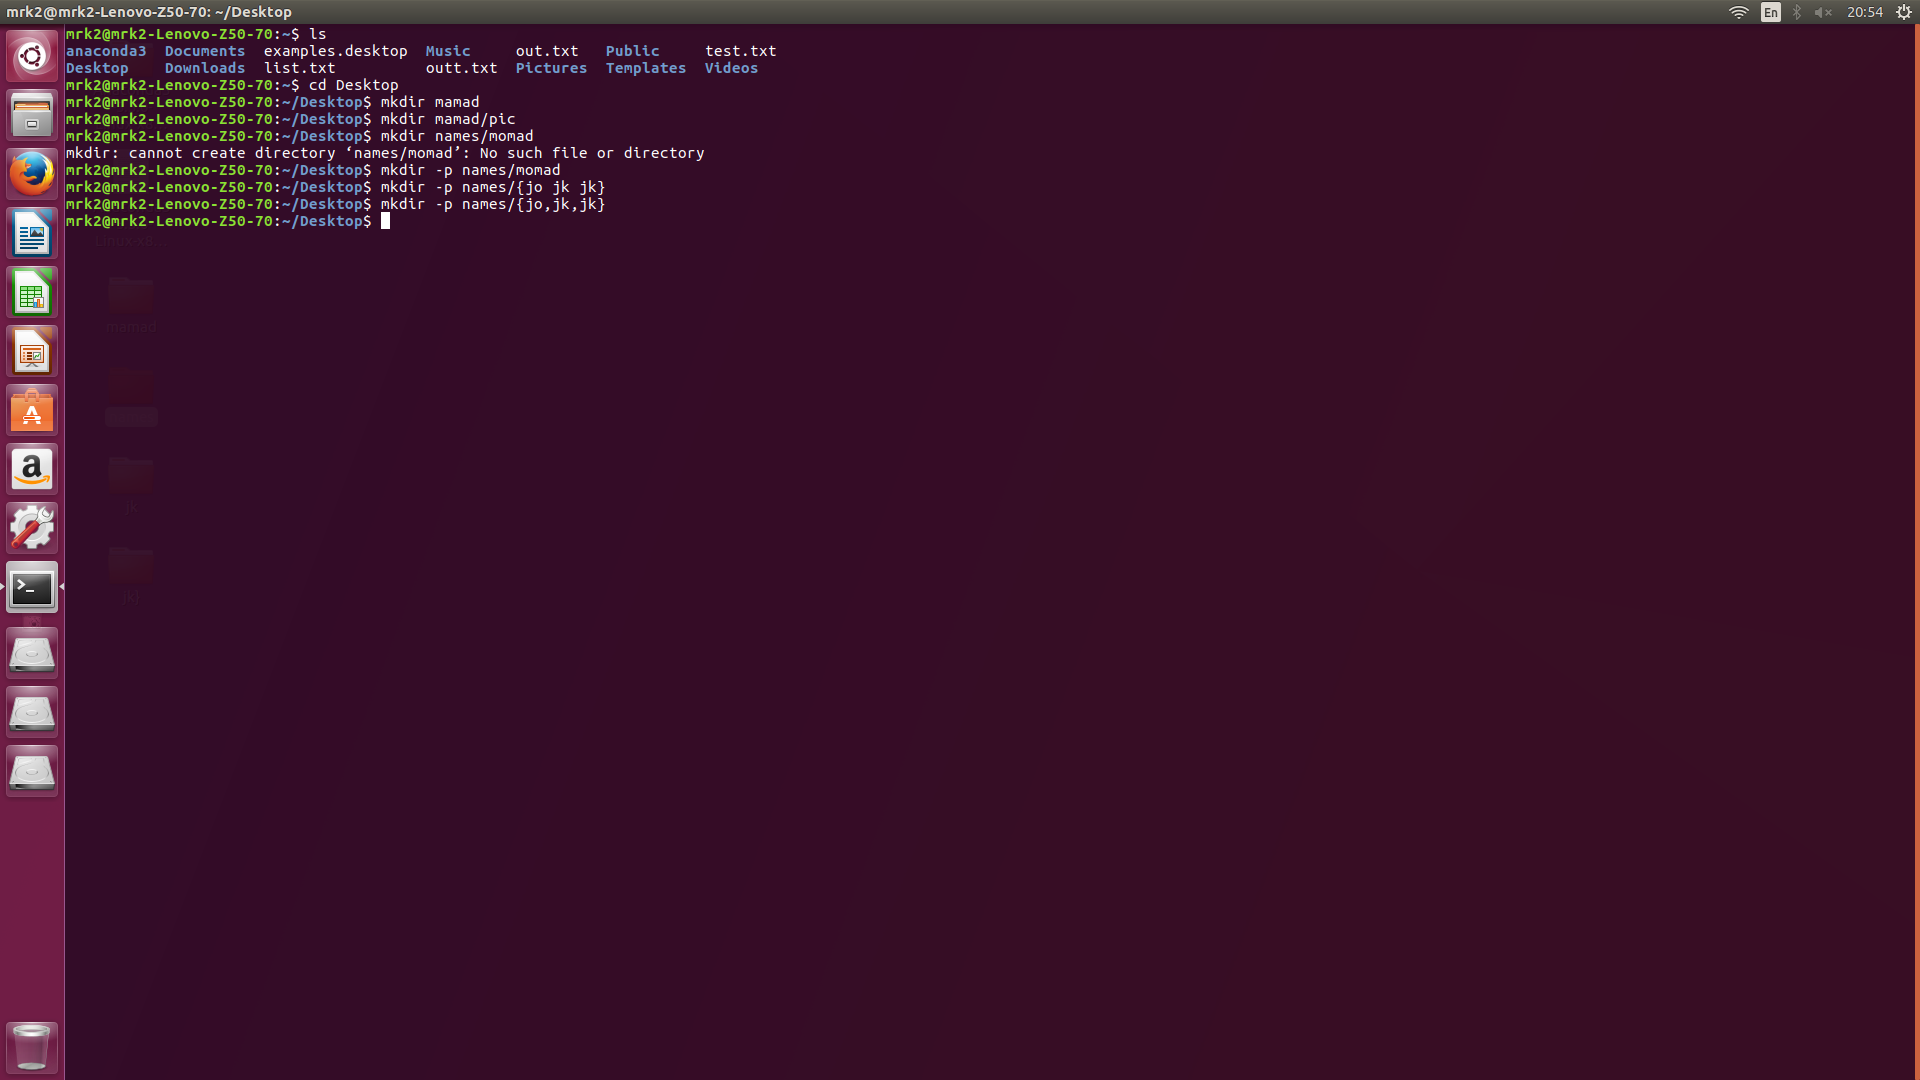 mrk2@mrk2-Lenovo-Z50-70: ~/Desktop
En
20:54
mrk2@mrk2-Lenovo-Z50-70:~$ ls
anaconda3  Documents  examples.desktop  Music     out.txt   Public     test.txt
Desktop    Downloads  list.txt          outt.txt  Pictures  Templates  Videos
mrk2@mrk2-Lenovo-Z50-70:~$ cd Desktop
mrk2@mrk2-Lenovo-Z50-70:~/Desktop$ mkdir mamad
mrk2@mrk2-Lenovo-Z50-70:~/Desktop$ mkdir mamad/pic
mrk2@mrk2-Lenovo-Z50-70:~/Desktop$ mkdir names/momad
mkdir: cannot create directory ‘names/momad’: No such file or directory
mrk2@mrk2-Lenovo-Z50-70:~/Desktop$ mkdir -p names/momad
mrk2@mrk2-Lenovo-Z50-70:~/Desktop$ mkdir -p names/{jo jk jk}
mrk2@mrk2-Lenovo-Z50-70:~/Desktop$ mkdir -p names/{jo,jk,jk}
mrk2@mrk2-Lenovo-Z50-70:~/Desktop$
mamad